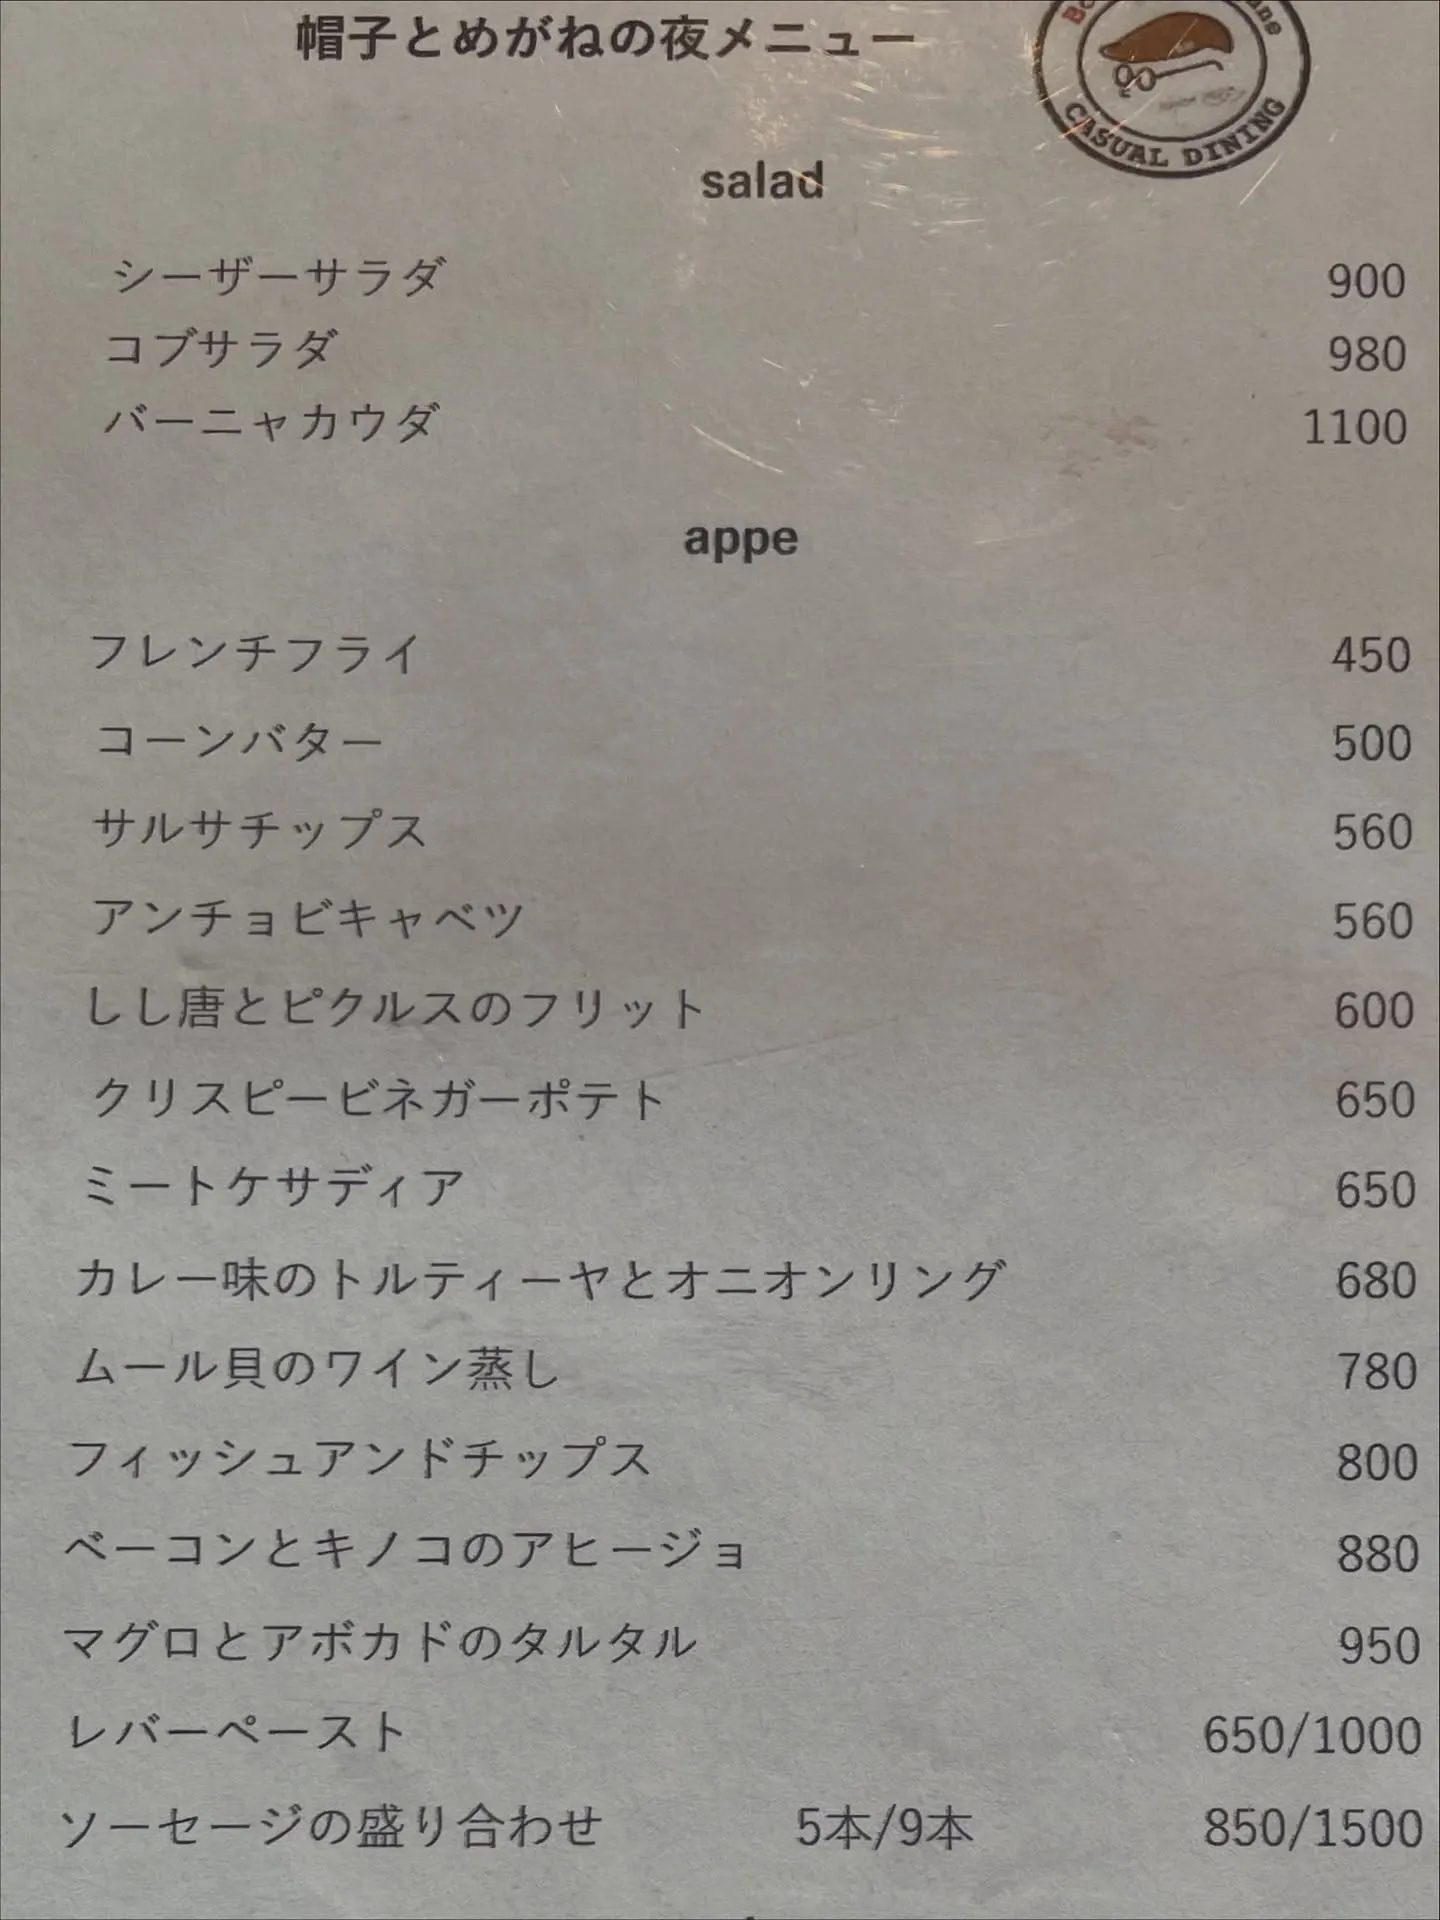 帽子とめがねの夜メニュー
CASUAL DINING
salad
シーザーサラダ 900
コブサラダ 980
バーニャカウダ 1100
appe
フレンチフライ 450
コーンバター 500
サルサチップス 560
アンチョビキャベツ 560
しし唐とピクルスのフリット 600
クリスピービネガーポテト 650
ミートケサディア 650
カレー味のトルティーヤとオニオンリング 680
ムール貝のワイン蒸し 780
フィッシュアンドチップス 800
ベーコンとキノコのアヒージョ 880
マグロとアボカドのタルタル 950
レバーペースト 650/1000
ソーセージの盛り合わせ 5本/9本 850/1500